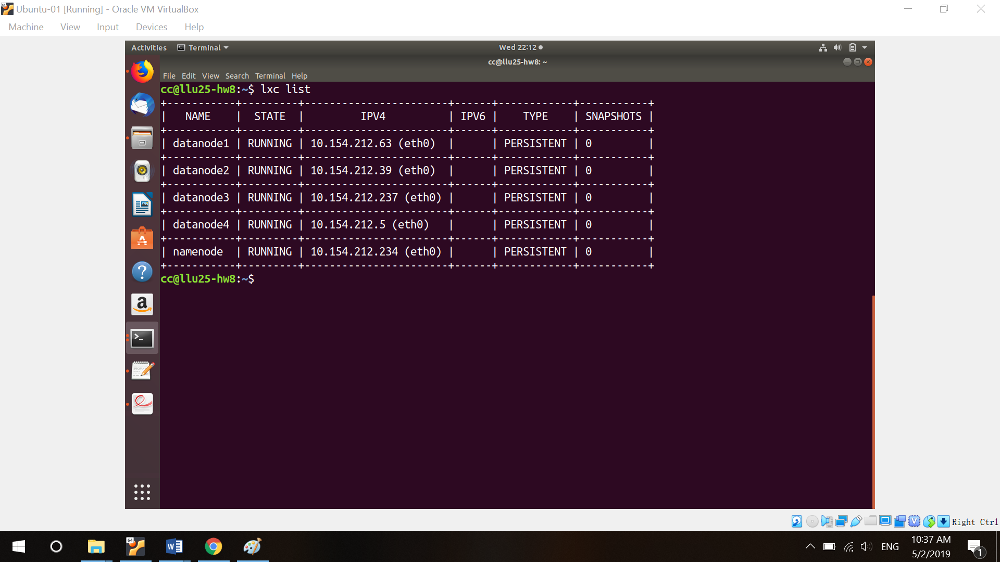 Ubuntu-01 [Running] - Oracle VM VirtualBox
Machine View Input Devices Help
Activities Terminal Wed 22:12
cc@llu25-hw8: ~
File Edit View Search Terminal Help
cc@llu25-hw8:~$ lxc list
+-----------+---------+-----------------------+------+------------+-----------+
|   NAME    |  STATE  |         IPV4          | IPV6 |    TYPE    | SNAPSHOTS |
+-----------+---------+-----------------------+------+------------+-----------+
| datanode1 | RUNNING | 10.154.212.63 (eth0)  |      | PERSISTENT | 0         |
+-----------+---------+-----------------------+------+------------+-----------+
| datanode2 | RUNNING | 10.154.212.39 (eth0)  |      | PERSISTENT | 0         |
+-----------+---------+-----------------------+------+------------+-----------+
| datanode3 | RUNNING | 10.154.212.237 (eth0) |      | PERSISTENT | 0         |
+-----------+---------+-----------------------+------+------------+-----------+
| datanode4 | RUNNING | 10.154.212.5 (eth0)   |      | PERSISTENT | 0         |
+-----------+---------+-----------------------+------+------------+-----------+
| namenode  | RUNNING | 10.154.212.234 (eth0) |      | PERSISTENT | 0         |
+-----------+---------+-----------------------+------+------------+-----------+
cc@llu25-hw8:~$
Right Ctrl
ENG
10:37 AM
5/2/2019
1